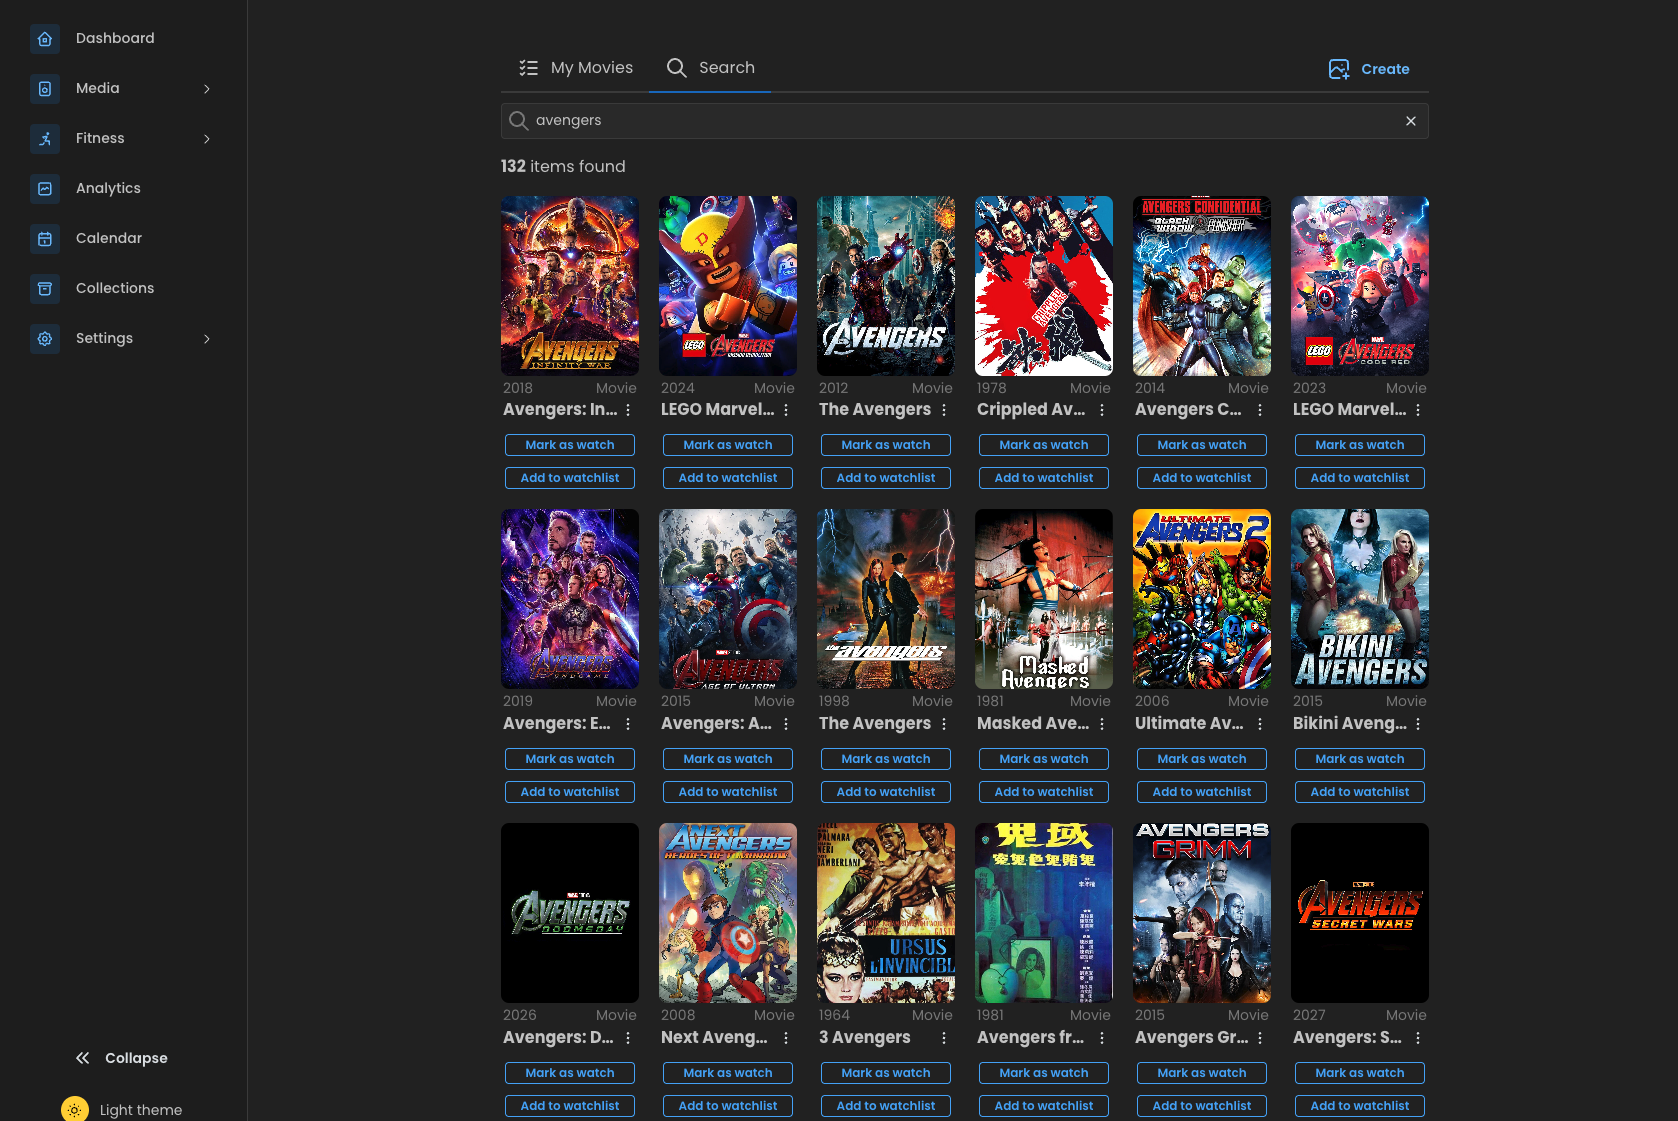 Dashboard
Media
Fitness
Analytics
Calendar
Collections
Settings
Collapse
Light theme
My Movies
Search
Create
avengers
132 items found
AVENGERS
INFINITY WAR
LEGO
AVENGERS
AVENGERS
CRIPPLED AVENGERS
AVENGERS CONFIDENTIAL
BLACK WIDOW PUNISHER
LEGO AVENGERS
CODE RED
2018 Movie
2024 Movie
2012 Movie
1978 Movie
2014 Movie
2023 Movie
Avengers: In...
LEGO Marvel...
The Avengers
Crippled Av...
Avengers C...
LEGO Marvel...
Mark as watch
Mark as watch
Mark as watch
Mark as watch
Mark as watch
Mark as watch
Add to watchlist
Add to watchlist
Add to watchlist
Add to watchlist
Add to watchlist
Add to watchlist
AVENGERS
ENDGAME
AVENGERS
AGE OF ULTRON
the avengers
Masked
Avengers
ULTIMATE
AVENGERS 2
BIKINI
AVENGERS
2019 Movie
2015 Movie
1998 Movie
1981 Movie
2006 Movie
2015 Movie
Avengers: E...
Avengers: A...
The Avengers
Masked Ave...
Ultimate Av...
Bikini Aveng...
Mark as watch
Mark as watch
Mark as watch
Mark as watch
Mark as watch
Mark as watch
Add to watchlist
Add to watchlist
Add to watchlist
Add to watchlist
Add to watchlist
Add to watchlist
AVENGERS
DOOMSDAY
NEXT
AVENGERS
HEROES OF TOMORROW
URSUS
L'INVINCIBI
鬼域
AVENGERS
GRIMM
AVENGERS
SECRET WARS
2026 Movie
2008 Movie
1964 Movie
1981 Movie
2015 Movie
2027 Movie
Avengers: D...
Next Aveng...
3 Avengers
Avengers fr...
Avengers Gr...
Avengers: S...
Mark as watch
Mark as watch
Mark as watch
Mark as watch
Mark as watch
Mark as watch
Add to watchlist
Add to watchlist
Add to watchlist
Add to watchlist
Add to watchlist
Add to watchlist